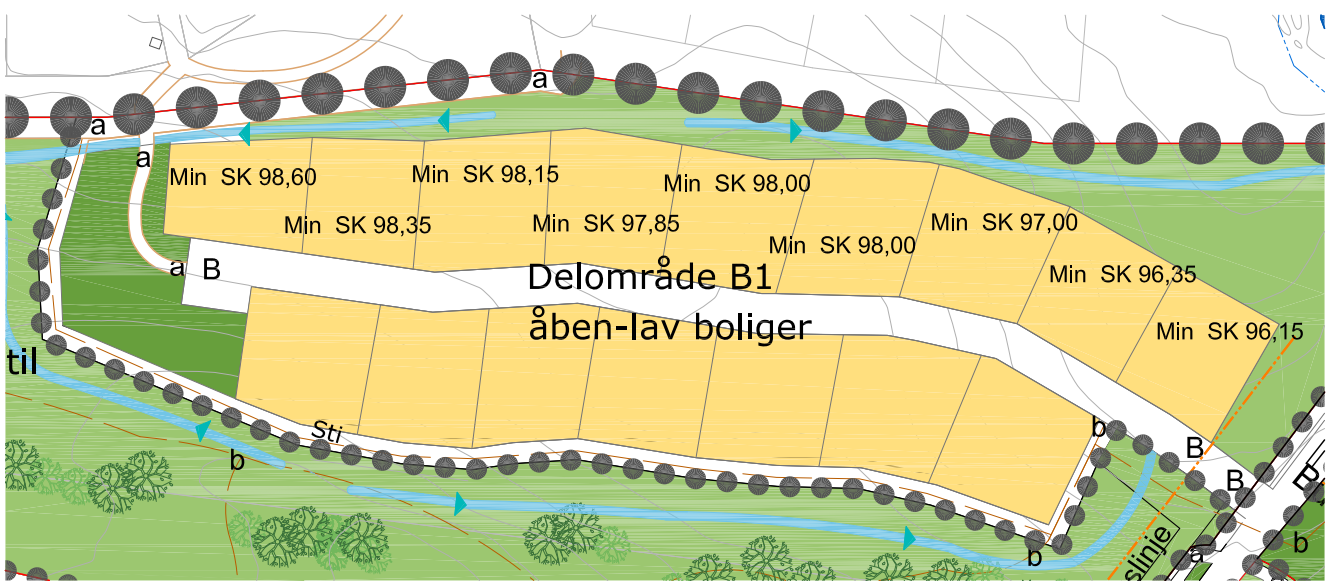 a
a
a
Min SK 98,60
Min SK 98,15
Min SK 98,00
Min SK 98,35
Min SK 97,85
Min SK 97,00
Min SK 98,00
a B
Delområde B1
Min SK 96,35
åben-lav boliger
Min SK 96,15
til
Sti
b
b
B
B
B
b
slinje
a
b